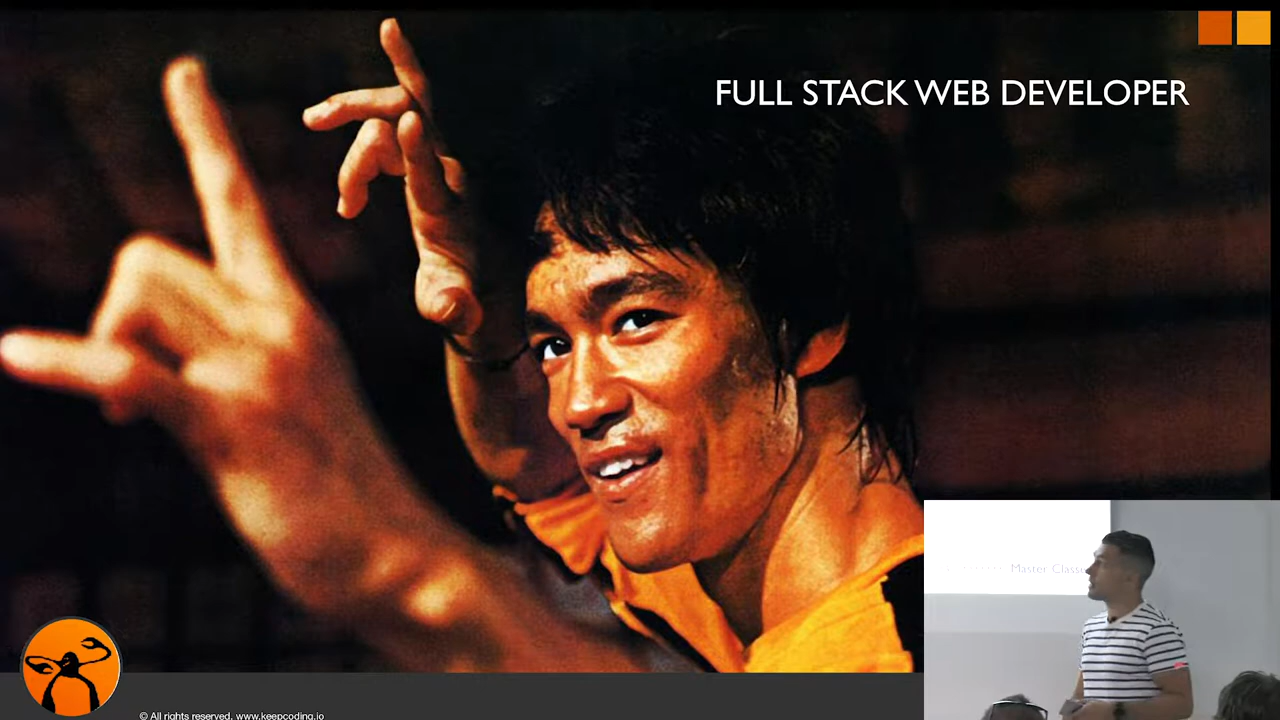 FULL STACK WEB DEVELOPER
Master Class
© All rights reserved. www.keepcoding.io